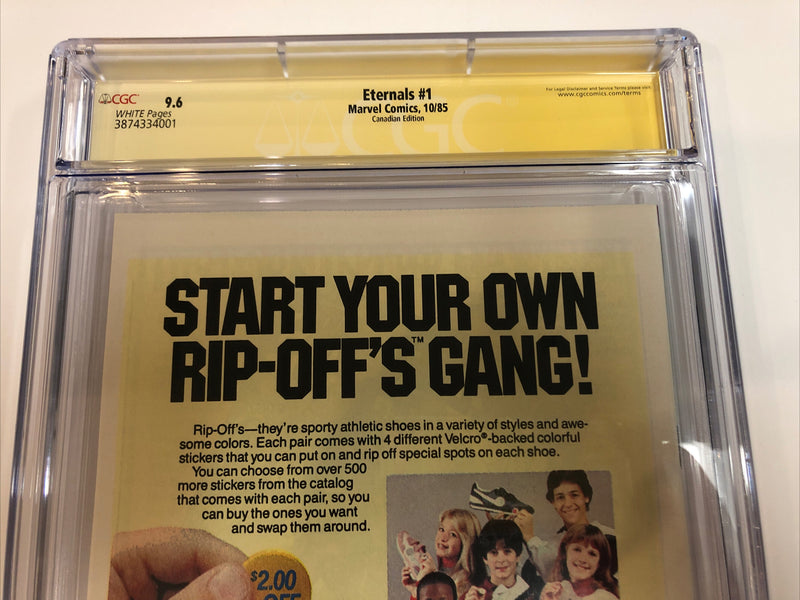 CGC 9.6
WHITE Pages
3874334001
Eternals #1
Marvel Comics, 10/85
Canadian Edition
For Legal Disclaimer and Service Terms please visit
www.cgccomics.com/terms
CGC
START YOUR OWN
RIP-OFF'S™ GANG!
Rip-Off's—they're sporty athletic shoes in a variety of styles and awe-
some colors. Each pair comes with 4 different Velcro®-backed colorful
stickers that you can put on and rip off special spots on each shoe.
You can choose from over 500
more stickers from the catalog
that comes with each pair, so you
can buy the ones you want
and swap them around.
$2.00
OFF